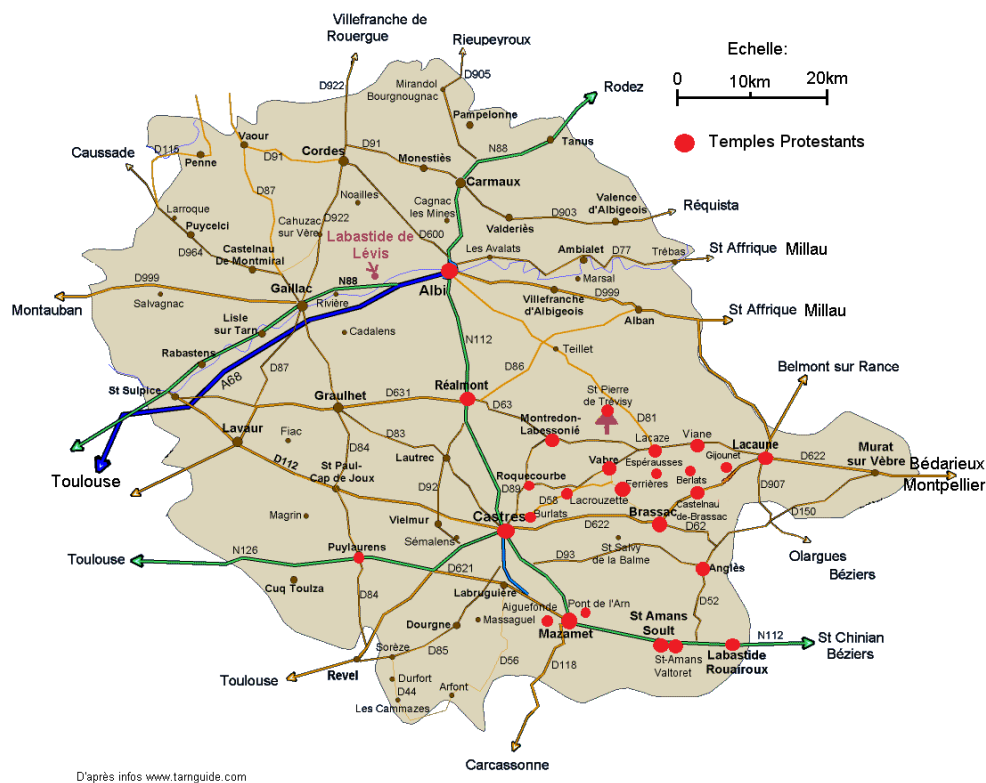 Villefranche de
Rouergue
Rieupeyroux
Echelle:
0
10km
20km
D922
D905
Mirandol
Bourgnougnac
Rodez
Pampelonne
Temples Protestants
Caussade
D115
Penne
Vaour
D91
Cordes
D91
Monestiès
N88
Tanus
Carmaux
D87
Noailles
Larroque
Puycelci
Cahuzac
sur Vère
D922
Cagnac
les Mines
Valderiès
D903
Valence
d'Albigeois
Réquista
D964
Castelnau
De Montmiral
Labastide de
Lévis
D600
Les Avalats
Ambialet
D77
Trébas
St Affrique
Millau
D999
Salvagnac
Montauban
Gaillac
N88
Rivière
Albi
Marsal
Villefranche
d'Albigeois
D999
Alban
St Affrique
Millau
Lisle
sur Tarn
Cadalens
N112
Rabastens
D87
A68
D86
Teillet
Belmont sur Rance
St Sulpice
Graulhet
D631
Réalmont
D63
St Pierre
de Trévisy
Montredon-
Labessonié
D81
Lavaur
Fiac
D84
D83
Lautrec
Lacaze
Viane
Lacaune
Gijounet
Murat
sur Vèbre
D622
Bédarieux
Montpellier
Toulouse
D112
St Paul-
Cap de Joux
D92
Roquecourbe
D89
Vabre
Espérausses
Berlats
Ferrières
D58
Lacrouzette
Burlats
Castelnau
de-Brassac
D907
D150
Magrin
Vielmur
Sémalens
Castres
D622
Brassac
D62
Olargues
Béziers
Toulouse
N126
Puylaurens
D621
St Salvy
de la Balme
D93
Anglès
Cuq Toulza
D84
Labruguière
Aiguefonde
Pont de l'Arn
D52
Massaguel
Mazamet
St Amans
Soult
Dourgne
St-Amans
Valtoret
Labastide
Rouairoux
N112
St Chinian
Béziers
Toulouse
Revel
Sorèze
D85
D56
D118
Durfort
D44
Arfont
Les Cammazes
Carcassonne
D'après infos www.tarnguide.com